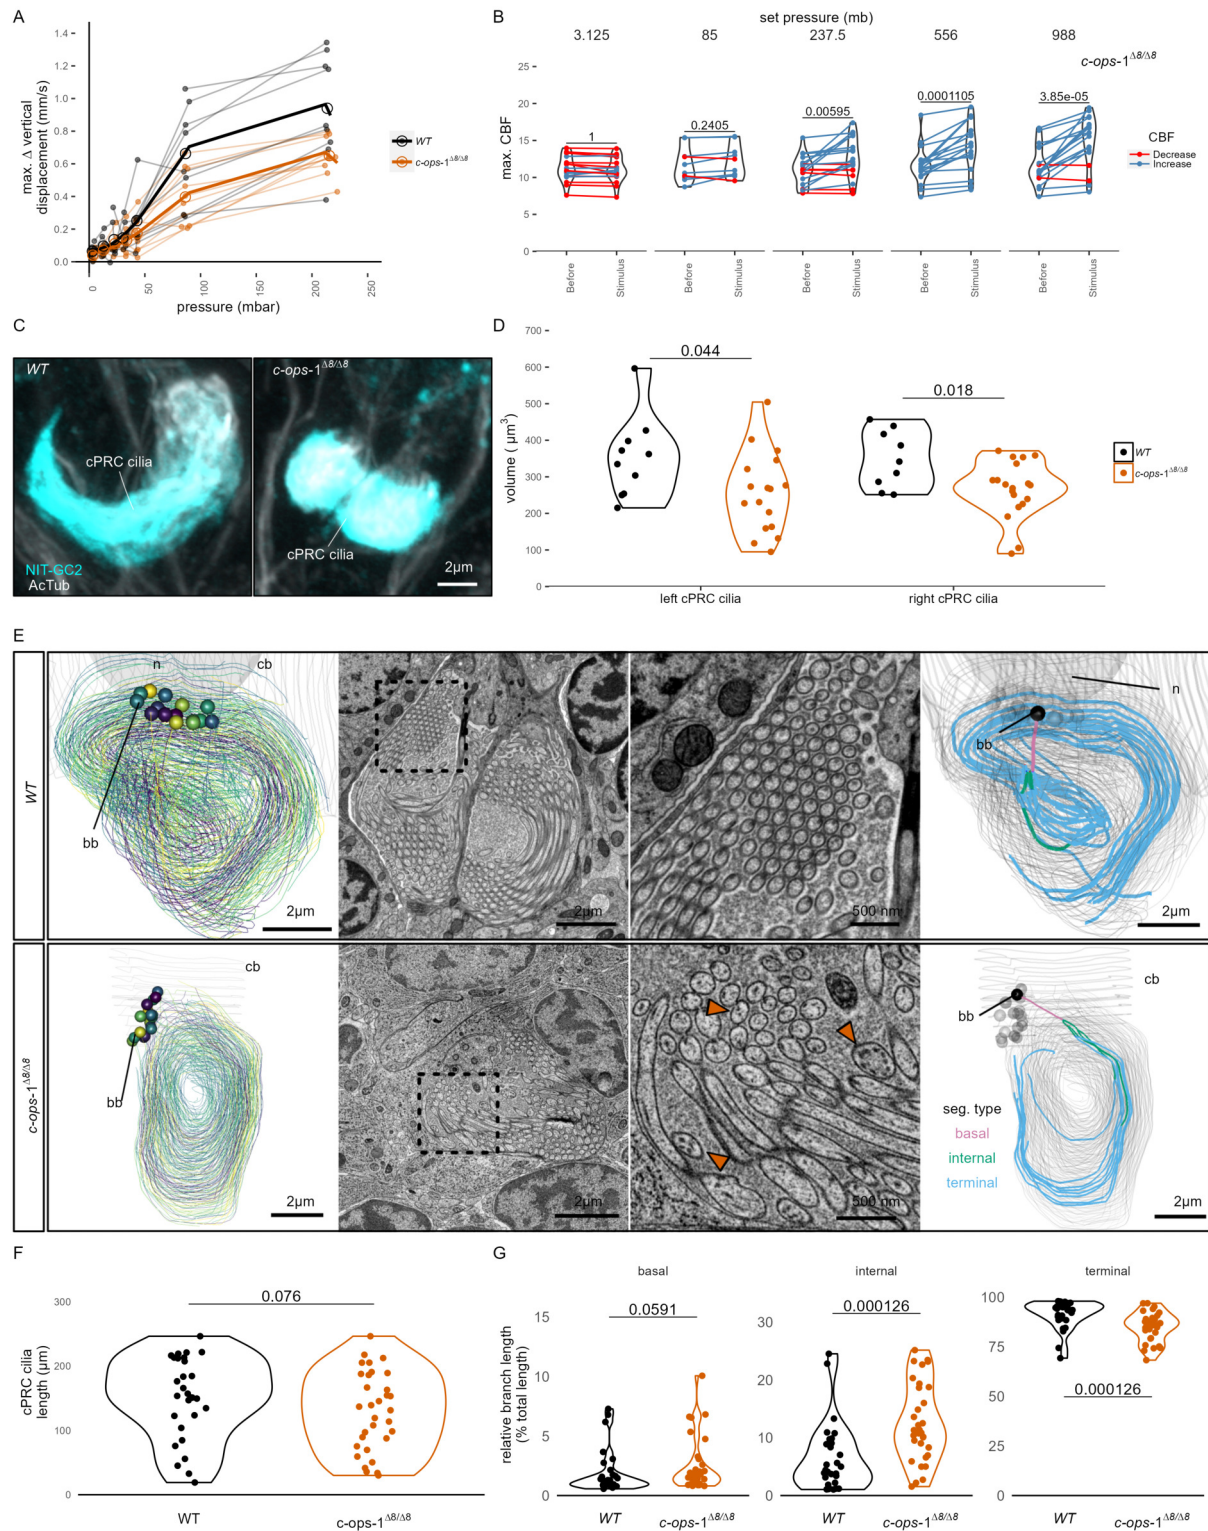 A
max. Δ vertical
displacement (mm/s)
1.4
1.2
1.0
0.8
0.6
0.4
0.2
0.0
0
50
100
150
200
250
pressure (mbar)
WT
c-ops-1Δ8/Δ8
B
set pressure (mb)
3.125
85
237.5
556
988
c-ops-1Δ8/Δ8
max. CBF
25
20
15
10
5
0
1
0.2405
0.00595
0.0001105
3.85e-05
CBF
Decrease
Increase
Before
Stimulus
Before
Stimulus
Before
Stimulus
Before
Stimulus
Before
Stimulus
C
WT
cPRC cilia
NIT-GC2
AcTub
c-ops-1Δ8/Δ8
cPRC cilia
2μm
D
volume ( μm³)
700
600
500
400
300
200
100
0
0.044
0.018
left cPRC cilia
right cPRC cilia
WT
c-ops-1Δ8/Δ8
E
WT
n
cb
bb
2μm
2μm
500 nm
n
bb
2μm
c-ops-1Δ8/Δ8
cb
bb
2μm
2μm
500 nm
cb
bb
seg. type
basal
internal
terminal
2μm
F
cPRC cilia
length (μm)
300
200
100
0
0.076
WT
c-ops-1Δ8/Δ8
G
relative branch length
(% total length)
basal
15
10
5
0
0.0591
WT
c-ops-1Δ8/Δ8
internal
30
20
10
0
0.000126
WT
c-ops-1Δ8/Δ8
terminal
100
75
50
25
0
0.000126
WT
c-ops-1Δ8/Δ8